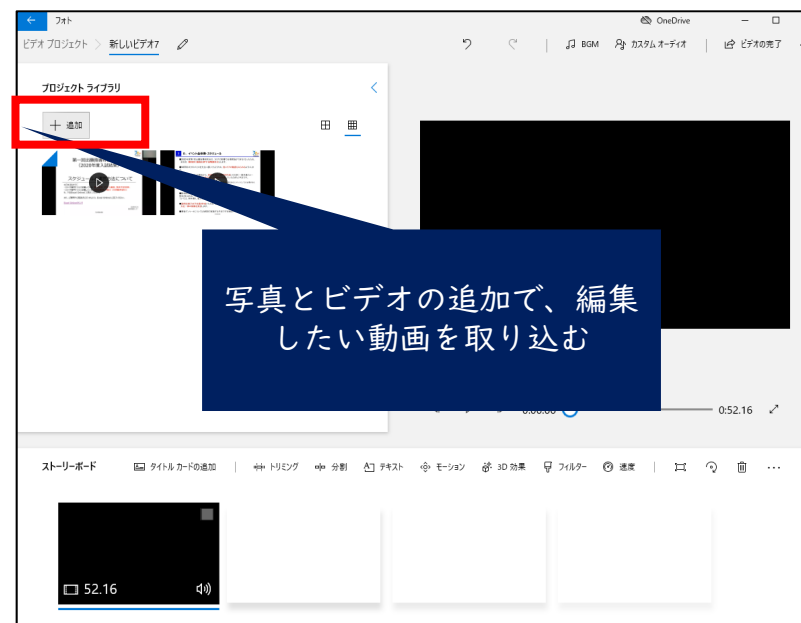 フォト
OneDrive
ビデオ プロジェクト > 新しいビデオ7
BGM カスタム オーディオ ビデオの完了
プロジェクト ライブラリ
+ 追加
写真とビデオの追加で、編集
したい動画を取り込む
0:52.16
ストーリーボード タイトル カードの追加 トリミング 分割 テキスト モーション 3D 効果 フィルター 速度 ...
52.16